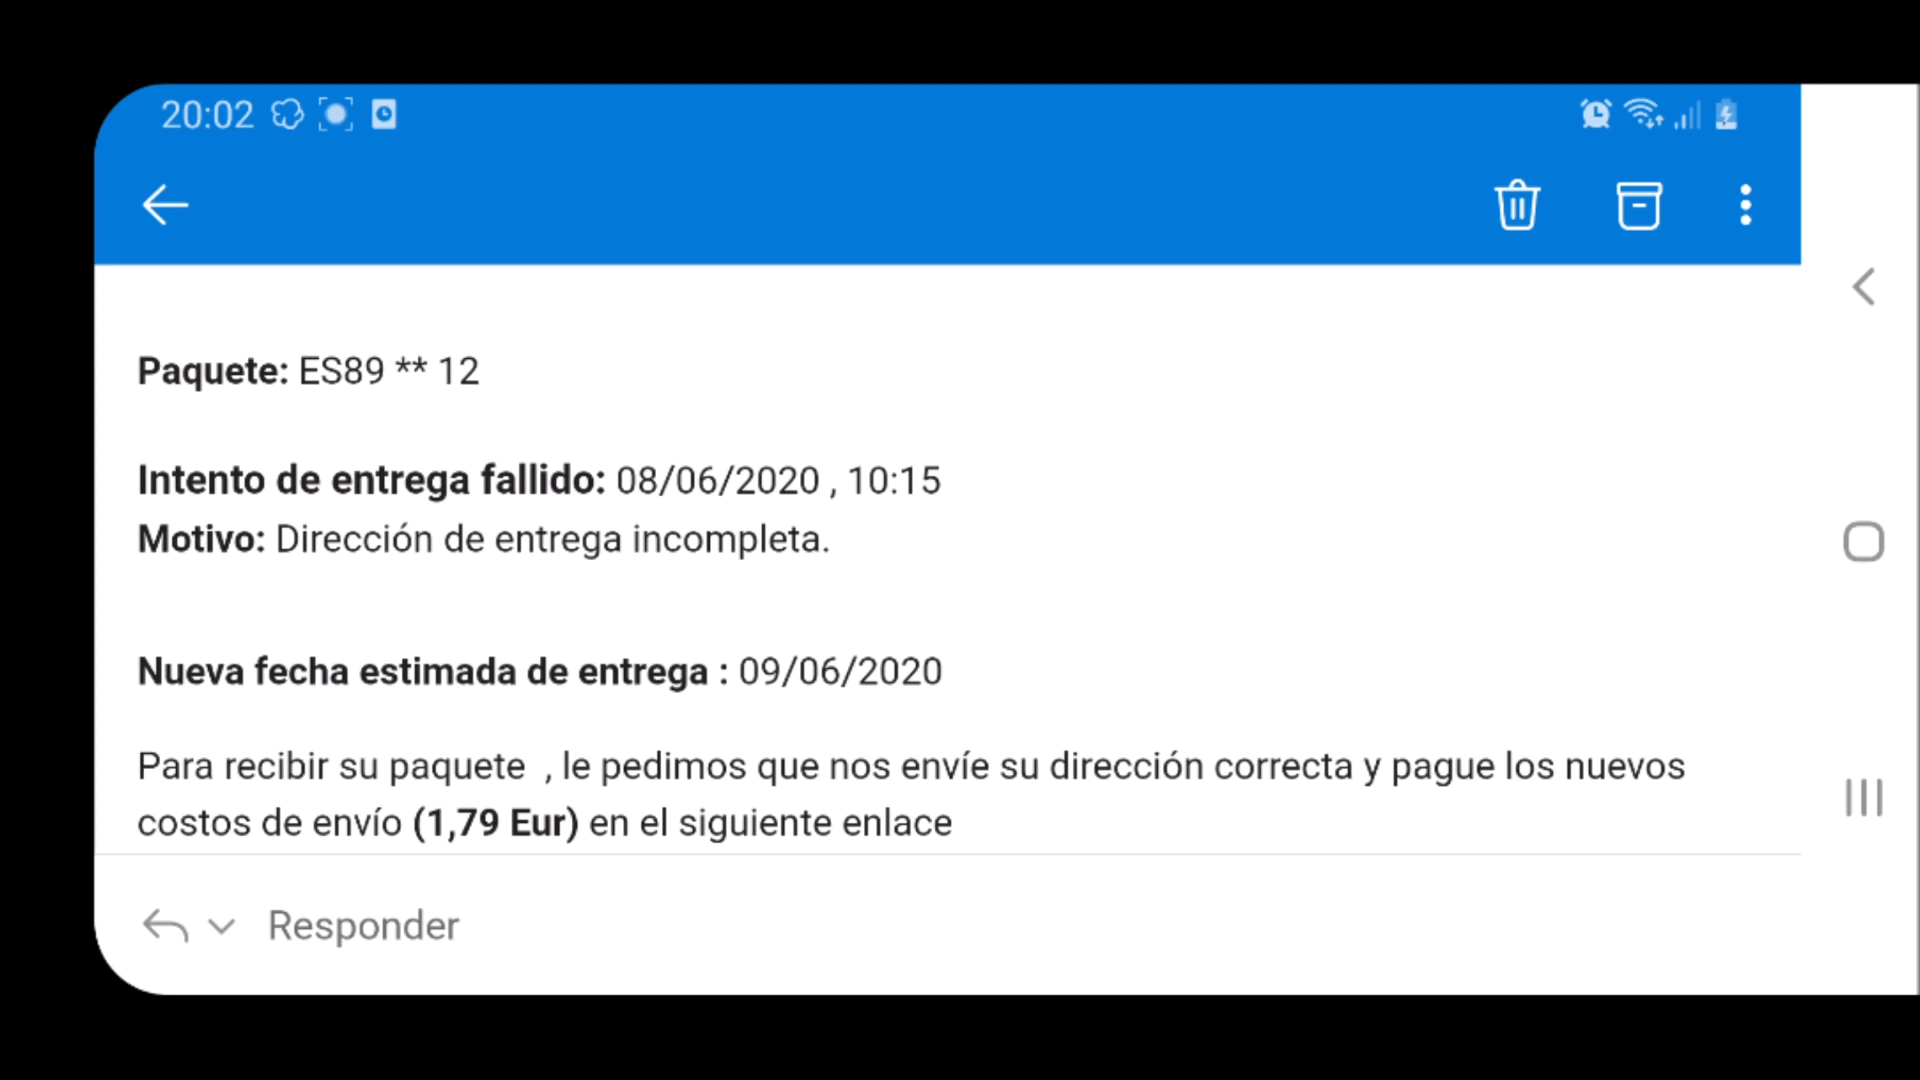 20:02
Paquete: ES89 ** 12
Intento de entrega fallido: 08/06/2020 , 10:15
Motivo: Dirección de entrega incompleta.
Nueva fecha estimada de entrega : 09/06/2020
Para recibir su paquete  , le pedimos que nos envíe su dirección correcta y pague los nuevos
costos de envío (1,79 Eur) en el siguiente enlace
Responder